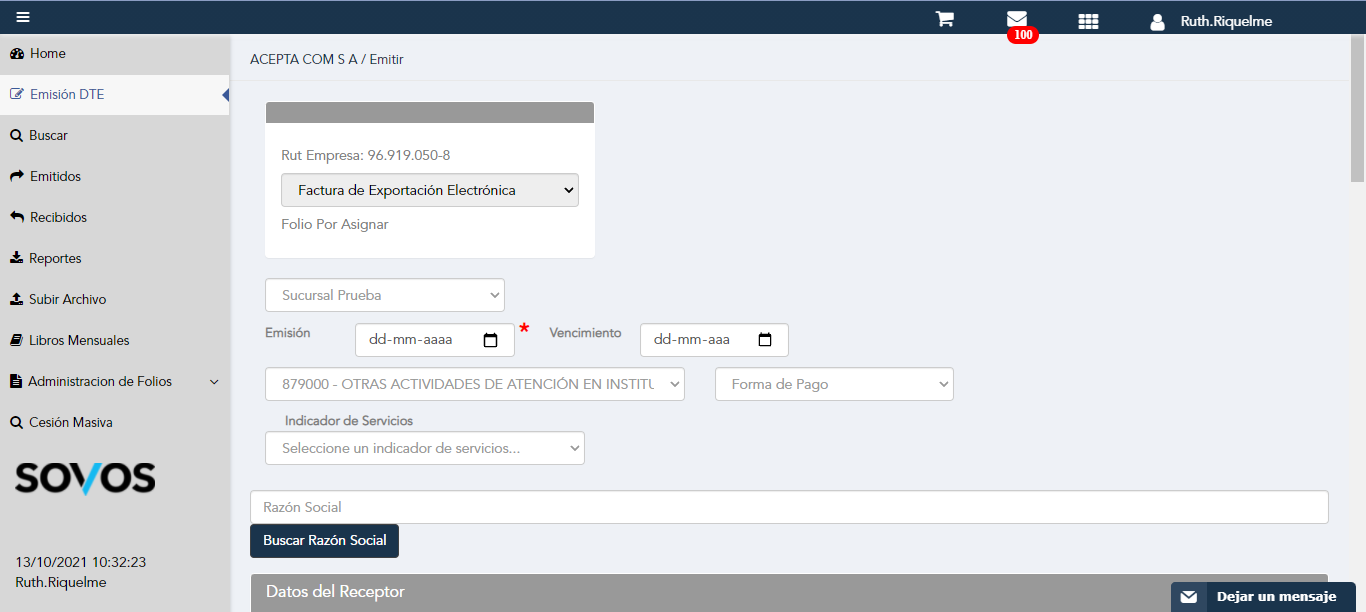 100
Ruth.Riquelme
Home
Emisión DTE
Buscar
Emitidos
Recibidos
Reportes
Subir Archivo
Libros Mensuales
Administracion de Folios
Cesión Masiva
SOVOS
13/10/2021 10:32:23
Ruth.Riquelme
ACEPTA COM S A / Emitir
Rut Empresa: 96.919.050-8
Factura de Exportación Electrónica
Folio Por Asignar
Sucursal Prueba
Emisión dd-mm-aaaa * Vencimiento dd-mm-aaa
879000 - OTRAS ACTIVIDADES DE ATENCIÓN EN INSTITU Forma de Pago
Indicador de Servicios
Seleccione un indicador de servicios...
Razón Social
Buscar Razón Social
Datos del Receptor
Dejar un mensaje